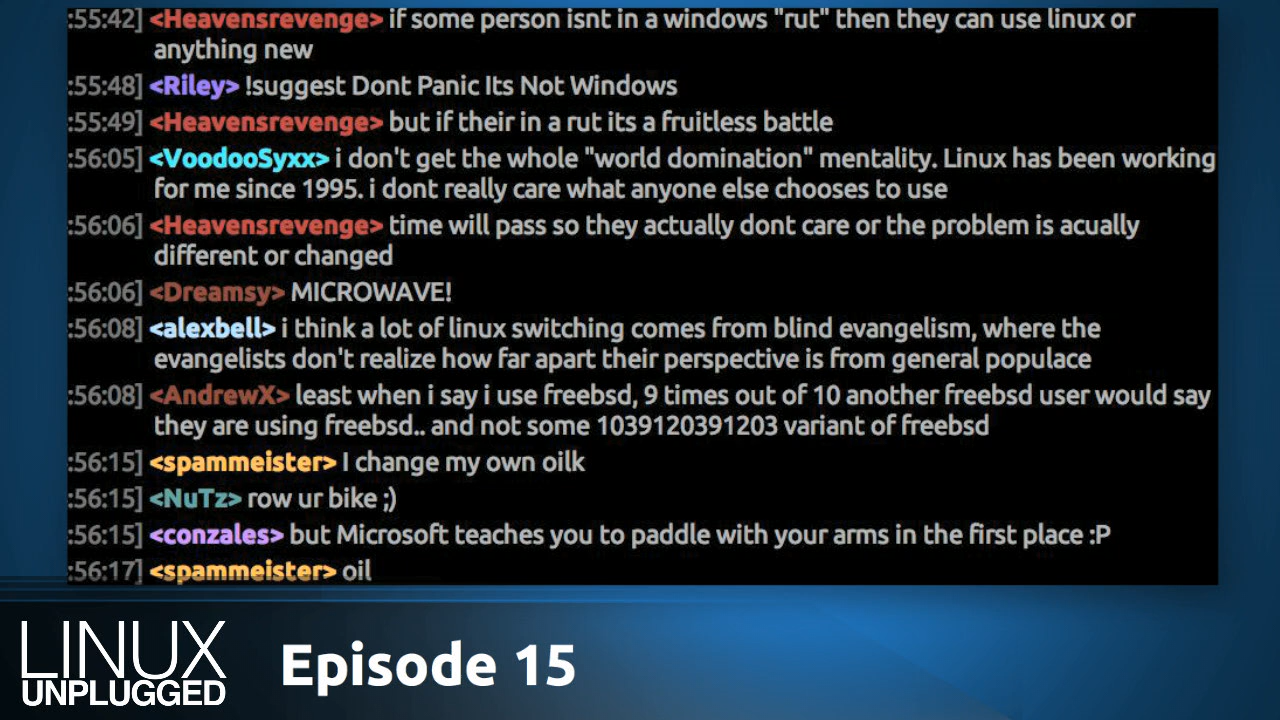 :55:42] <Heavensrevenge> if some person isnt in a windows "rut" then they can use linux or
anything new
:55:48] <Riley> !suggest Dont Panic Its Not Windows
:55:49] <Heavensrevenge> but if their in a rut its a fruitless battle
:56:05] <VoodooSyxx> i don't get the whole "world domination" mentality. Linux has been working
for me since 1995. i dont really care what anyone else chooses to use
:56:06] <Heavensrevenge> time will pass so they actually dont care or the problem is acually
different or changed
:56:06] <Dreamsy> MICROWAVE!
:56:08] <alexbell> i think a lot of linux switching comes from blind evangelism, where the
evangelists don't realize how far apart their perspective is from general populace
:56:08] <AndrewX> least when i say i use freebsd, 9 times out of 10 another freebsd user would say
they are using freebsd.. and not some 1039120391203 variant of freebsd
:56:15] <spammeister> I change my own oilk
:56:15] <NuTz> row ur bike ;)
:56:15] <conzales> but Microsoft teaches you to paddle with your arms in the first place :P
:56:17] <spammeister> oil
LINUX
UNPLUGGED
Episode 15